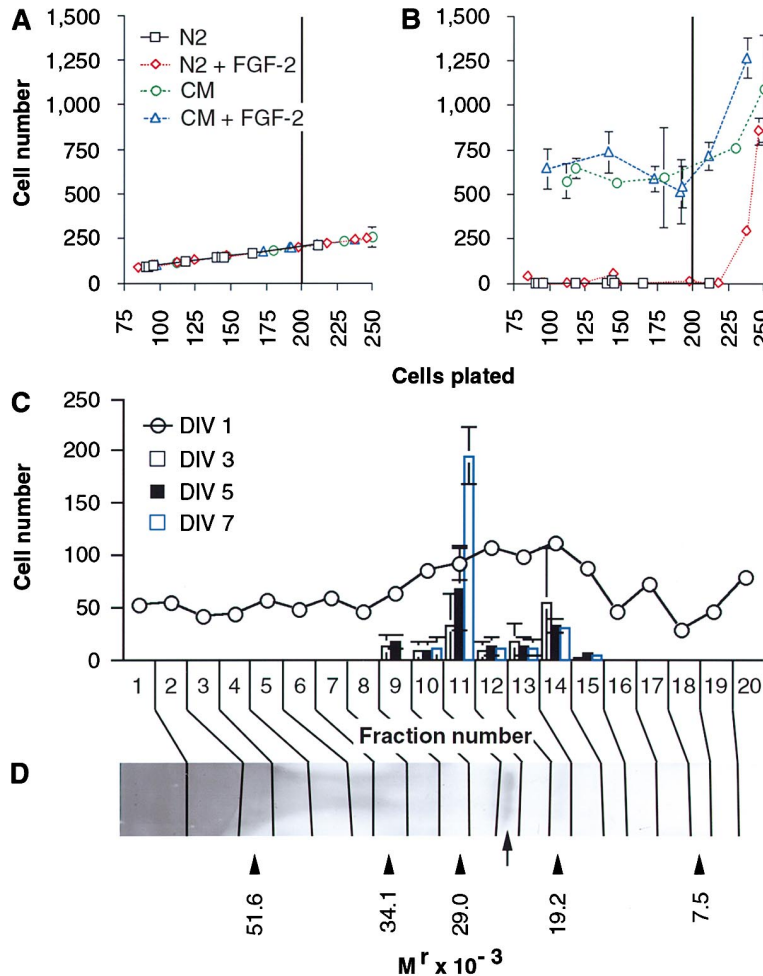 A
1,500
1,250
1,000
750
500
250
0
Cell number
N2
N2 + FGF-2
CM
CM + FGF-2
75 100 125 150 175 200 225 250
B
1,500
1,250
1,000
750
500
250
0
75 100 125 150 175 200 225 250
Cells plated
C
250
200
150
100
50
0
Cell number
DIV 1
DIV 3
DIV 5
DIV 7
1 2 3 4 5 6 7 8 9 10 11 12 13 14 15 16 17 18 19 20
Fraction number
D
51.6 34.1 29.0 19.2 7.5
M r x 10 - 3